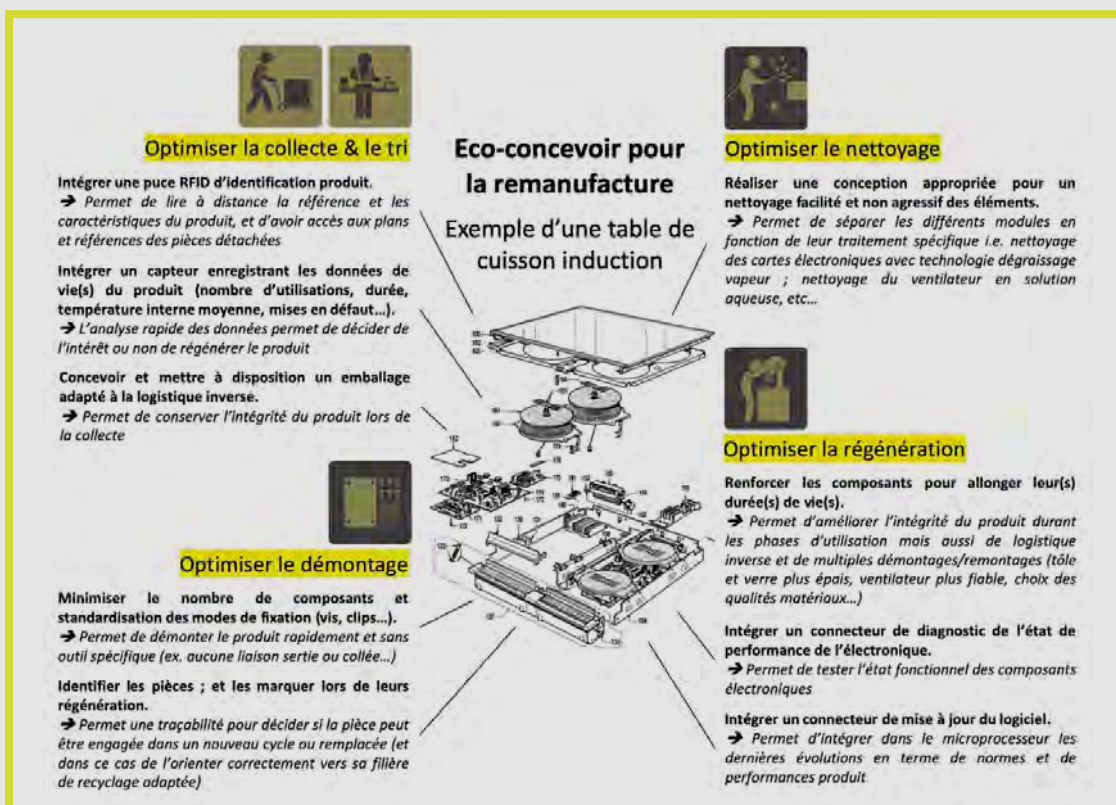 Eco-concevoir pour
la remanufacture
Exemple d'une table de
cuisson induction
Optimiser la collecte & le tri
Intégrer une puce RFID d'identification produit.
➔ Permet de lire à distance la référence et les
caractéristiques du produit, et d'avoir accès aux plans
et références des pièces détachées
Intégrer un capteur enregistrant les données de
vie(s) du produit (nombre d'utilisations, durée,
température interne moyenne, mises en défaut...).
➔ L'analyse rapide des données permet de décider de
l'intérêt ou non de régénérer le produit
Concevoir et mettre à disposition un emballage
adapté à la logistique inverse.
➔ Permet de conserver l'intégrité du produit lors de
la collecte
Optimiser le démontage
Minimiser le nombre de composants et
standardisation des modes de fixation (vis, clips...).
➔ Permet de démonter le produit rapidement et sans
outil spécifique (ex. aucune liaison sertie ou collée...)
Identifier les pièces ; et les marquer lors de leurs
régénération.
➔ Permet une traçabilité pour décider si la pièce peut
être engagée dans un nouveau cycle ou remplacée (et
dans ce cas de l'orienter correctement vers sa filière
de recyclage adaptée)
Optimiser le nettoyage
Réaliser une conception appropriée pour un
nettoyage facilité et non agressif des éléments.
➔ Permet de séparer les différents modules en
fonction de leur traitement spécifique i.e. nettoyage
des cartes électroniques avec technologie dégraissage
vapeur ; nettoyage du ventilateur en solution
aqueuse, etc...
Optimiser la régénération
Renforcer les composants pour allonger leur(s)
durée(s) de vie(s).
➔ Permet d'améliorer l'intégrité du produit durant
les phases d'utilisation mais aussi de logistique
inverse et de multiples démontages/remontages (tôle
et verre plus épais, ventilateur plus fiable, choix des
qualités matériaux...)
Intégrer un connecteur de diagnostic de l'état de
performance de l'électronique.
➔ Permet de tester l'état fonctionnel des composants
électroniques
Intégrer un connecteur de mise à jour du logiciel.
➔ Permet d'intégrer dans le microprocesseur les
dernières évolutions en terme de normes et de
performances produit